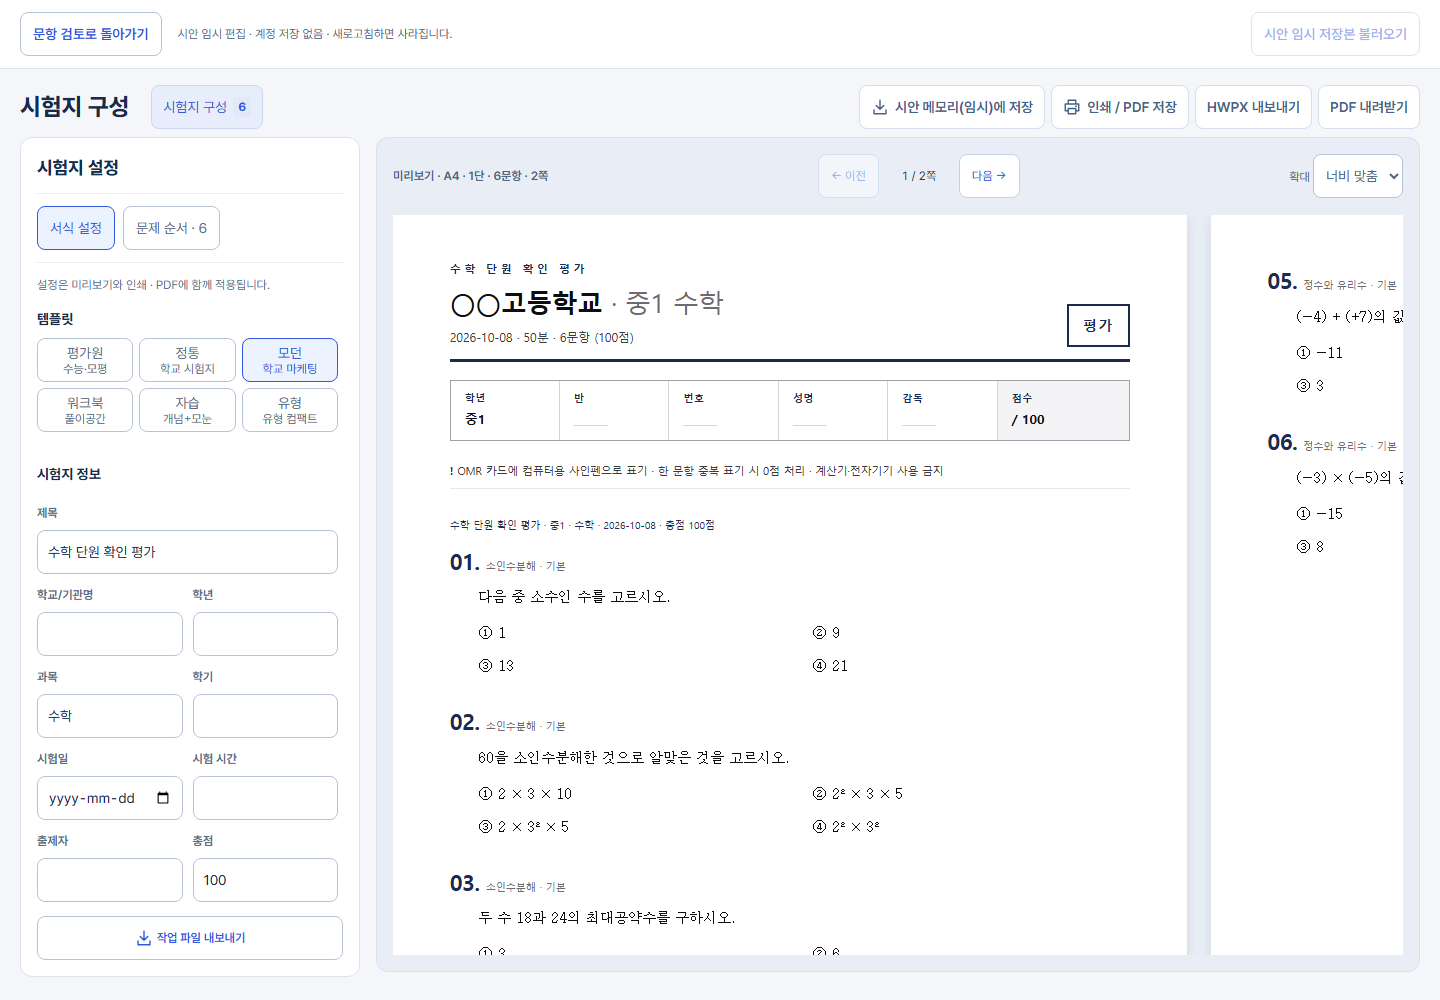 문항 검토로 돌아가기
시안 임시 편집 · 계정 저장 없음 · 새로고침하면 사라집니다.
시안 임시 저장본 불러오기
시험지 구성
시험지 구성 6
시안 메모리(임시)에 저장
인쇄 / PDF 저장
HWPX 내보내기
PDF 내려받기
시험지 설정
서식 설정
문제 순서 · 6
설정은 미리보기와 인쇄 · PDF에 함께 적용됩니다.
템플릿
평가원
수능·모평
정통
학교 시험지
모던
학교 마케팅
워크북
풀이공간
자습
개념+모눈
유형
유형 컴팩트
시험지 정보
제목
수학 단원 확인 평가
학교/기관명
학년
과목
학기
수학
시험일
시험 시간
yyyy-mm-dd
출제자
총점
100
작업 파일 내보내기
미리보기 · A4 · 1단 · 6문항 · 2쪽
← 이전
1 / 2쪽
다음 →
확대
너비 맞춤
수학 단원 확인 평가
○○고등학교 · 중1 수학
2026-10-08 · 50분 · 6문항 (100점)
평가
학년
중1
반
번호
성명
감독
점수
/ 100
! OMR 카드에 컴퓨터용 사인펜으로 표기 · 한 문항 중복 표기 시 0점 처리 · 계산기·전자기기 사용 금지
수학 단원 확인 평가 · 중1 · 수학 · 2026-10-08 · 총점 100점
01. 소인수분해 · 기본
다음 중 소수인 수를 고르시오.
① 1
② 9
③ 13
④ 21
02. 소인수분해 · 기본
60을 소인수분해한 것으로 알맞은 것을 고르시오.
① 2 × 3 × 10
② 2² × 3 × 5
③ 2 × 3² × 5
④ 2² × 3²
03. 소인수분해 · 기본
두 수 18과 24의 최대공약수를 구하시오.
① 3
② 6
05. 정수와 유리수 · 기본
(−4) + (+7)의 값
① −11
③ 3
06. 정수와 유리수 · 기본
(−3) × (−5)의
① −15
③ 8